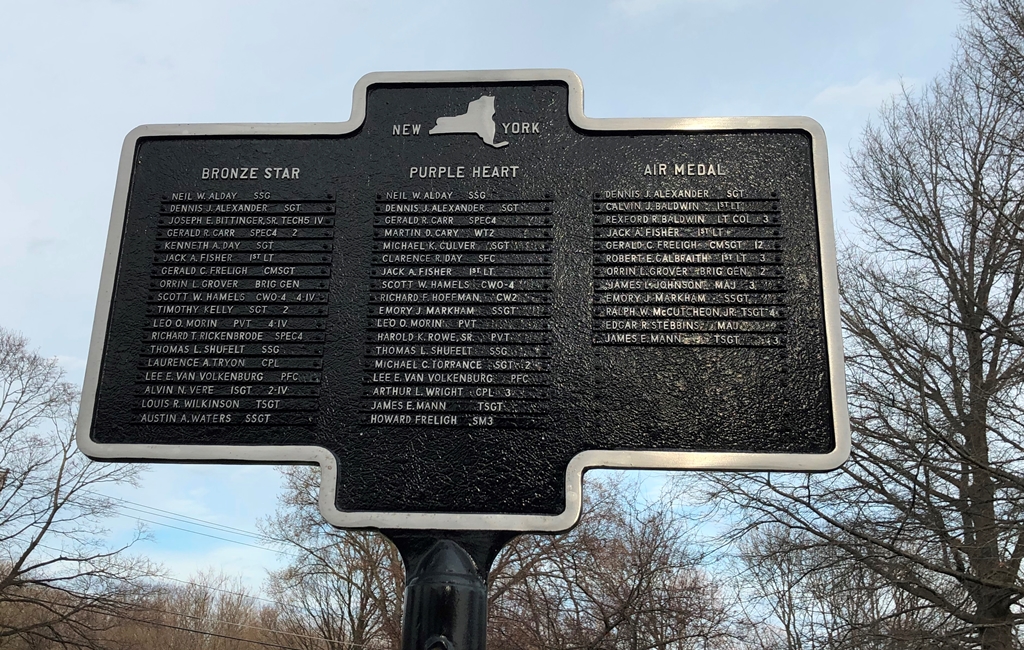 NEW YORK
BRONZE STAR
NEIL W. ALDAY SSG
DENNIS J. ALEXANDER SGT
JOSEPH E. BITTINGER, SR. TECH5 IV
GERALD R. CARR SPEC4 2
KENNETH A. DAY SGT
JACK A. FISHER 1ST LT
GERALD C. FRELIGH CMSGT
ORRIN L. GROVER BRIG GEN
SCOTT W. HAMELS CWO-4 4-IV
TIMOTHY KELLY SGT 2
LEO O. MORIN PVT 4-IV
RICHARD T. RICKENBRODE SPEC4
THOMAS L. SHUFELT SSG
LAURENCE A. TRYON CPL
LEE E. VAN VOLKENBURG PFC
ALVIN N. VERE 1SGT 2-IV
LOUIS R. WILKINSON TSGT
AUSTIN A. WATERS SSGT
PURPLE HEART
NEIL W. ALDAY SSG
DENNIS J. ALEXANDER SGT
GERALD R. CARR SPEC4
MARTIN D. CARY WT2
MICHAEL K. CULVER SGT
CLARENCE R. DAY SFC
JACK A. FISHER 1ST LT.
SCOTT W. HAMELS CWO-4
RICHARD F. HOFFMAN CW2
EMORY J. MARKHAM SSGT
LEO O. MORIN PVT
HAROLD K. ROWE, SR. PVT
THOMAS L. SHUFELT SSG
MICHAEL C. TORRANCE SGT 2
LEE E. VAN VOLKENBURG PFC
ARTHUR L. WRIGHT CPL 3
JAMES E. MANN TSGT
HOWARD FRELIGH SM3
AIR MEDAL
DENNIS J. ALEXANDER SGT
CALVIN J. BALDWIN 1ST LT
REXFORD R. BALDWIN LT COL 3
JACK A. FISHER 1ST LT
GERALD C. FRELIGH CMSGT 12
ROBERT E. GALBRAITH 1ST LT 3
ORRIN L. GROVER BRIG GEN 2
JAMES L. JOHNSON MAJ 3
EMORY J. MARKHAM SSGT
RALPH W. McCUTCHEON, JR. TSGT 4
EDGAR R. STEBBINS MAJ
JAMES E. MANN TSGT 3